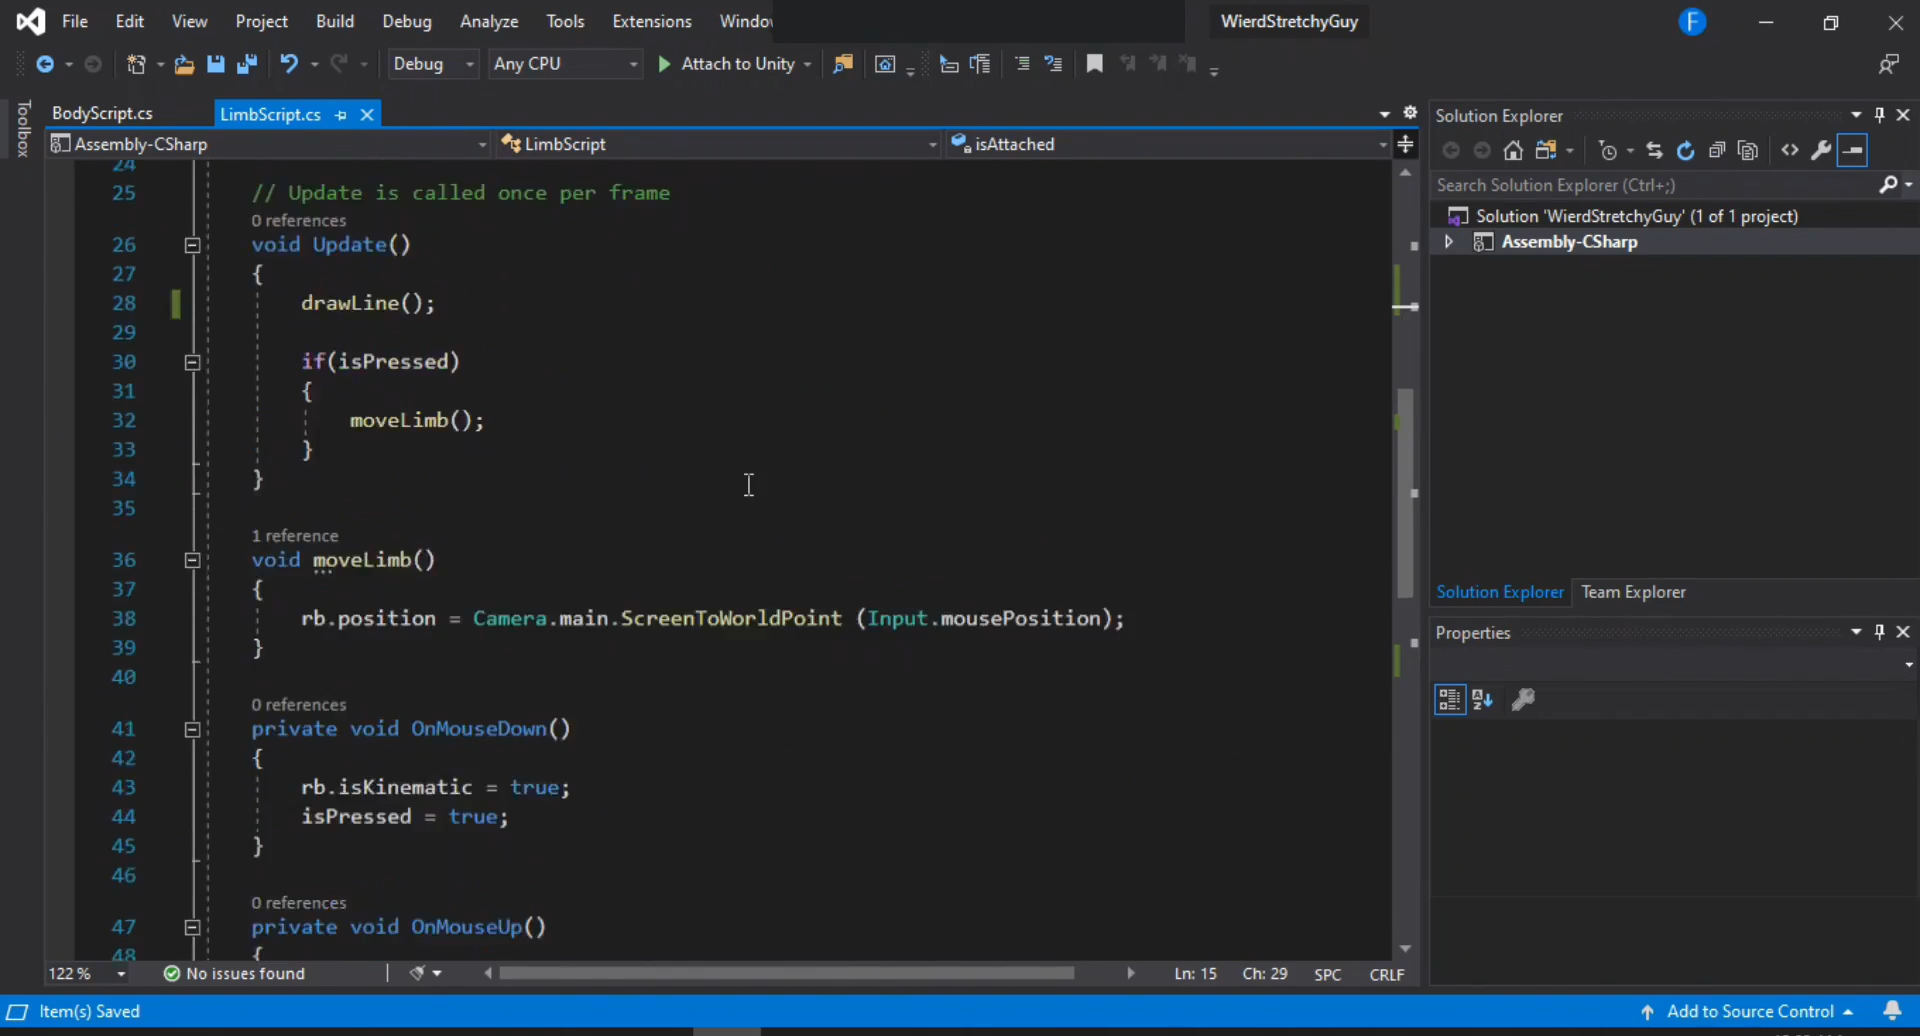 File Edit View Project Build Debug Analyze Tools Extensions Window WierdStretchyGuy F
Debug Any CPU Attach to Unity
Toolbox
BodyScript.cs LimbScript.cs
Assembly-CSharp LimbScript isAttached
24
25 // Update is called once per frame
0 references
26 void Update()
27 {
28 drawLine();
29
30 if(isPressed)
31 {
32 moveLimb();
33 }
34 }
35
1 reference
36 void moveLimb()
37 {
38 rb.position = Camera.main.ScreenToWorldPoint (Input.mousePosition);
39 }
40
0 references
41 private void OnMouseDown()
42 {
43 rb.isKinematic = true;
44 isPressed = true;
45 }
46
0 references
47 private void OnMouseUp()
48 {
122 % No issues found Ln: 15 Ch: 29 SPC CRLF
Solution Explorer
Search Solution Explorer (Ctrl+;)
Solution 'WierdStretchyGuy' (1 of 1 project)
Assembly-CSharp
Solution Explorer Team Explorer
Properties
Item(s) Saved Add to Source Control